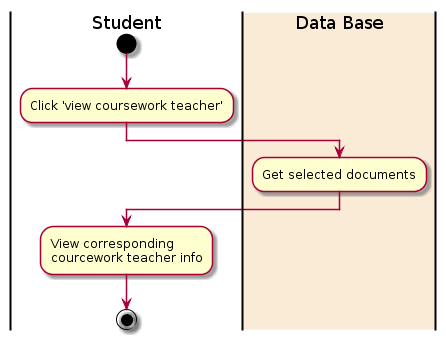 Student
Data Base
Click 'view coursework teacher'
Get selected documents
View corresponding
courcework teacher info